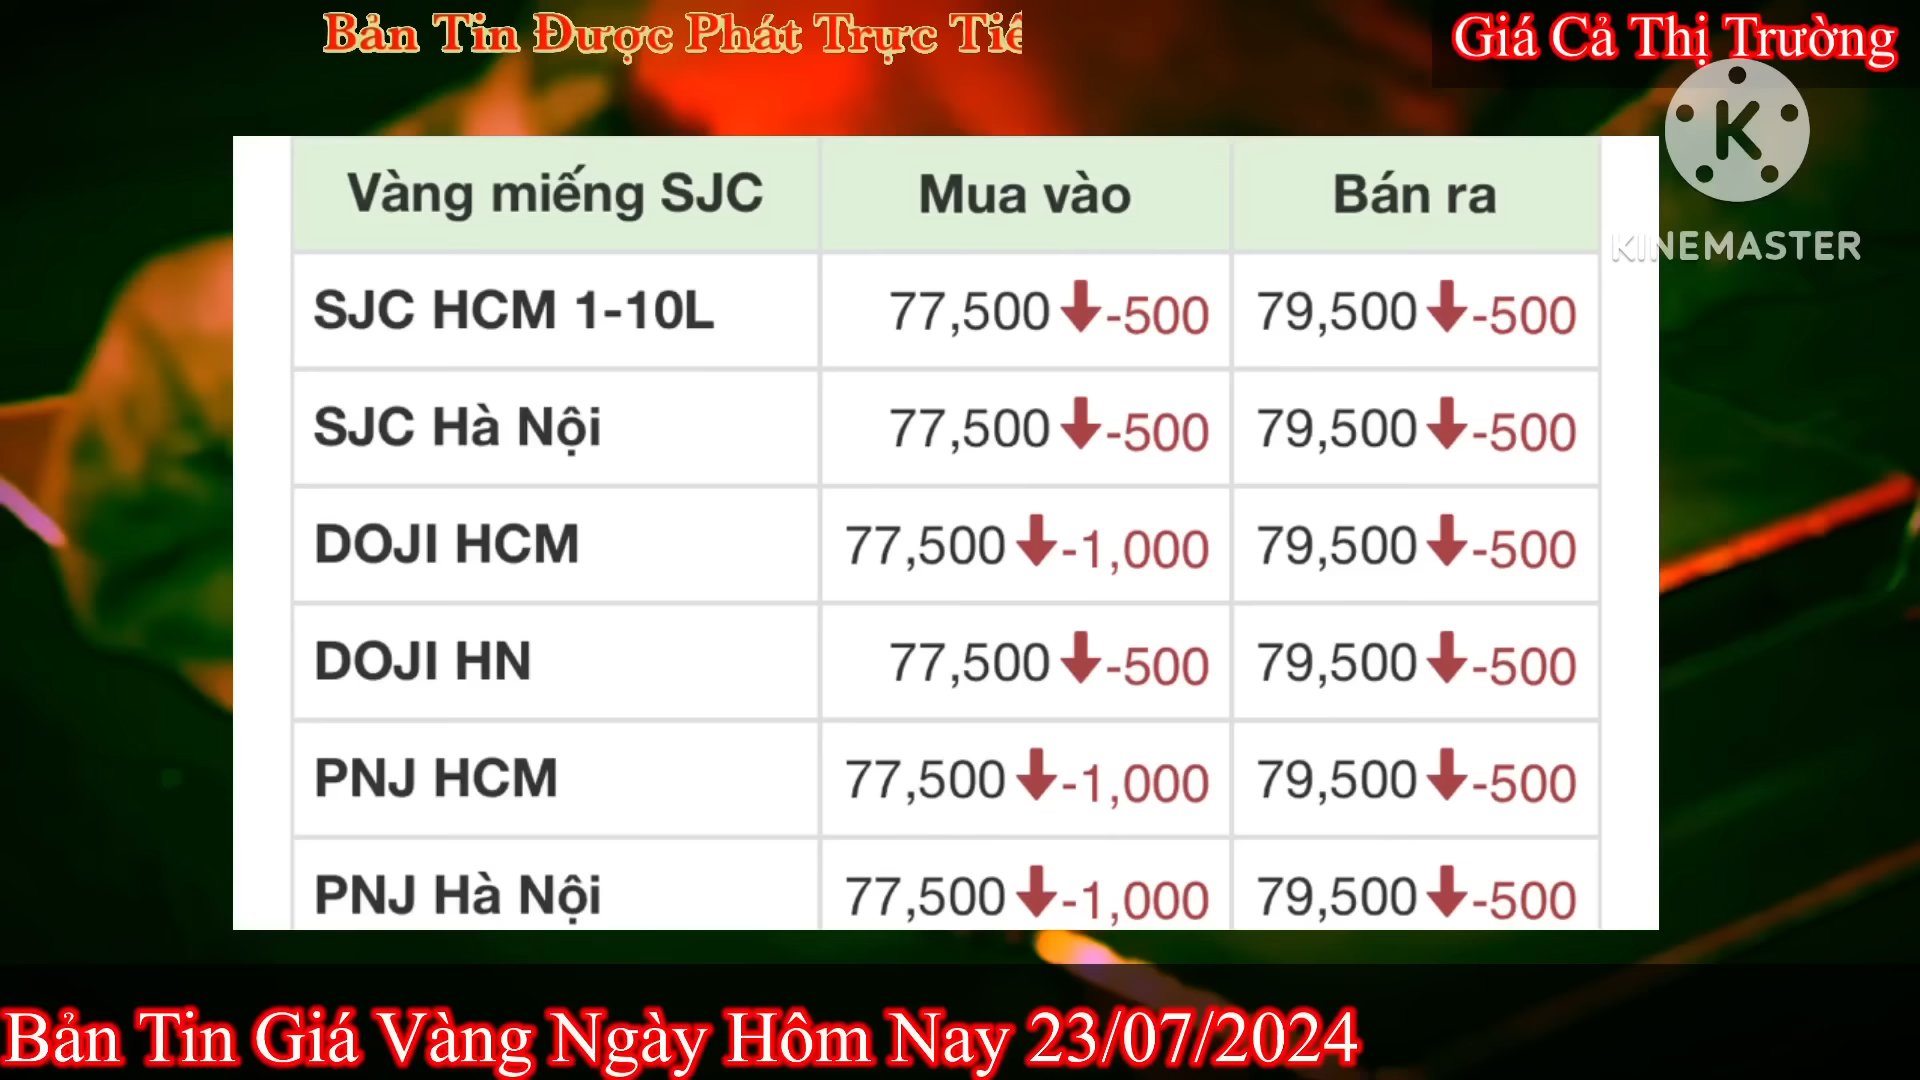 Bản Tin Được Phát Trực Tiế
Giá Cả Thị Trường
K
KINEMASTER
Vàng miếng SJC Mua vào Bán ra
SJC HCM 1-10L 77,500 -500 79,500 -500
SJC Hà Nội 77,500 -500 79,500 -500
DOJI HCM 77,500 -1,000 79,500 -500
DOJI HN 77,500 -500 79,500 -500
PNJ HCM 77,500 -1,000 79,500 -500
PNJ Hà Nội 77,500 -1,000 79,500 -500
Bản Tin Giá Vàng Ngày Hôm Nay 23/07/2024